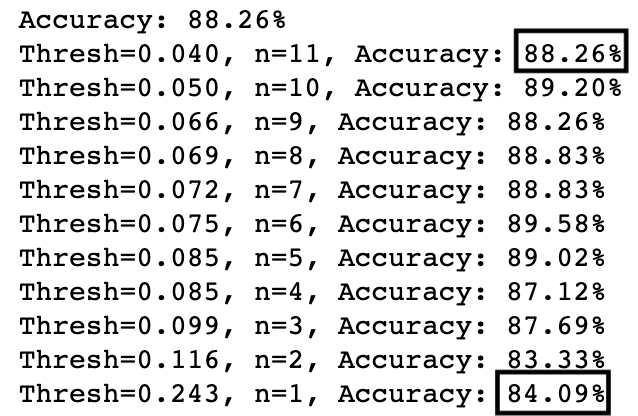 Accuracy: 88.26%
Thresh=0.040, n=11, Accuracy: 88.26%
Thresh=0.050, n=10, Accuracy: 89.20%
Thresh=0.066, n=9, Accuracy: 88.26%
Thresh=0.069, n=8, Accuracy: 88.83%
Thresh=0.072, n=7, Accuracy: 88.83%
Thresh=0.075, n=6, Accuracy: 89.58%
Thresh=0.085, n=5, Accuracy: 89.02%
Thresh=0.085, n=4, Accuracy: 87.12%
Thresh=0.099, n=3, Accuracy: 87.69%
Thresh=0.116, n=2, Accuracy: 83.33%
Thresh=0.243, n=1, Accuracy: 84.09%